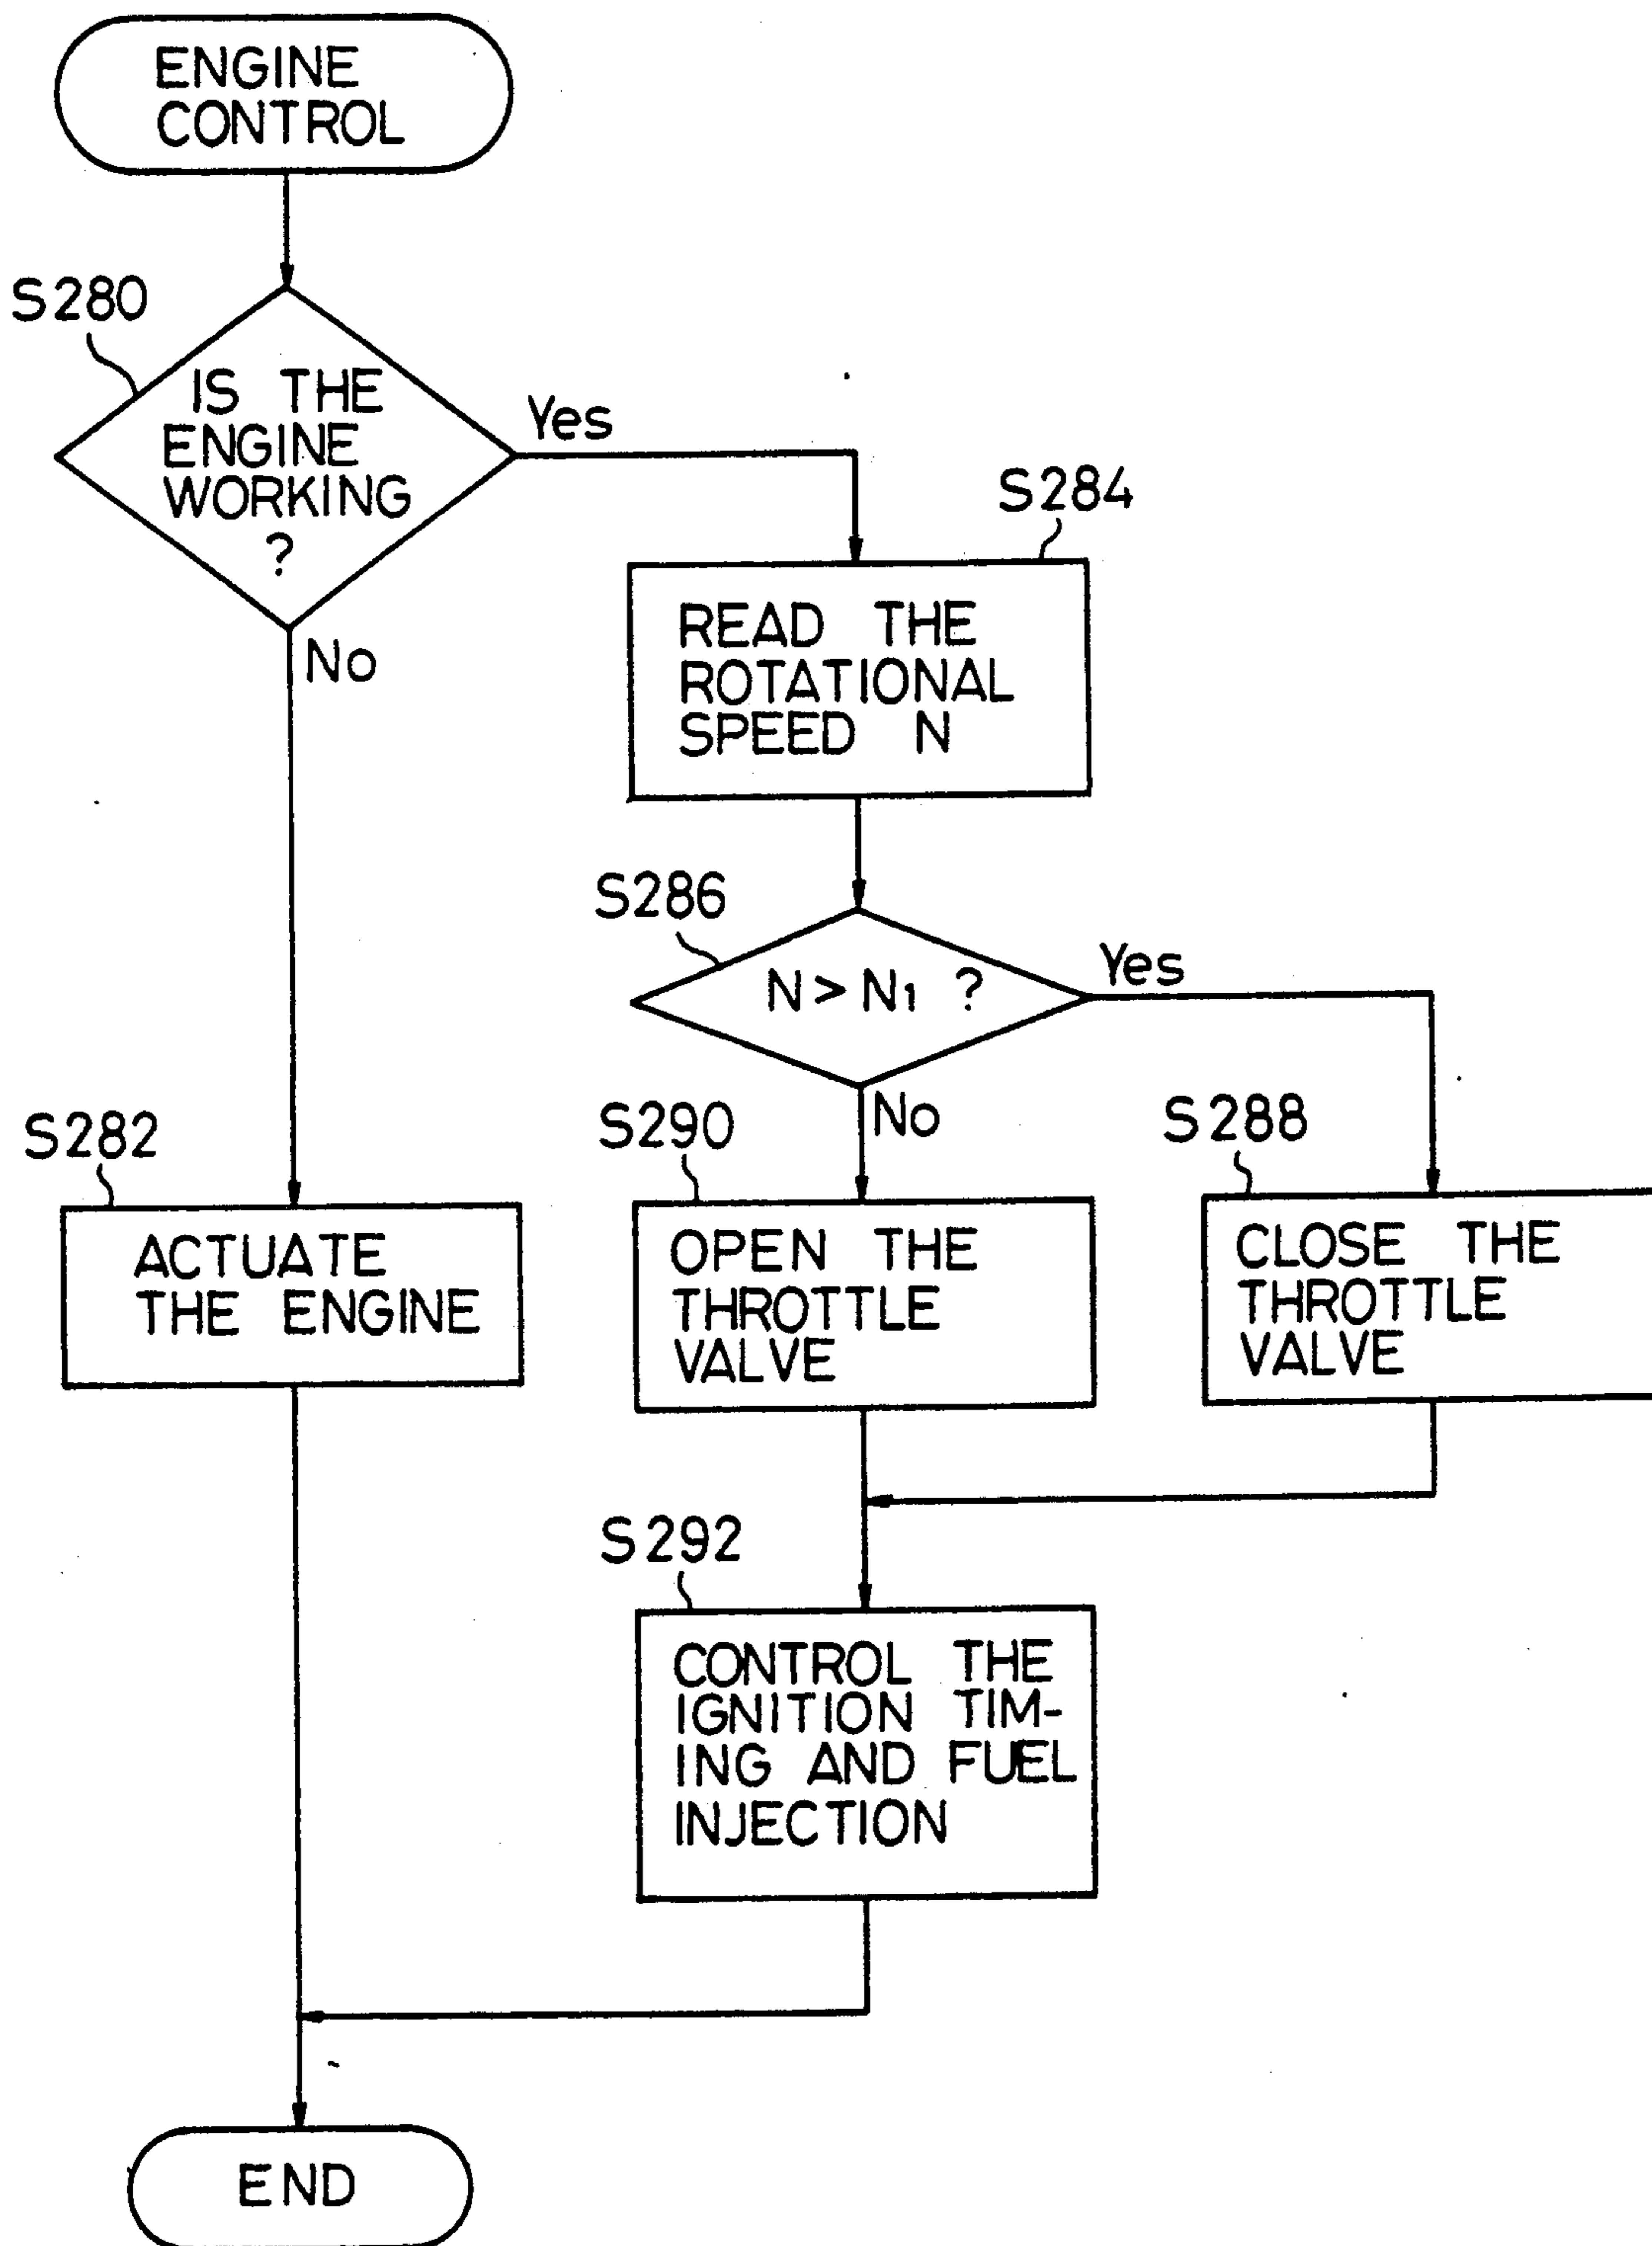 ENGINE
CONTROL
S280
IS THE
ENGINE
WORKING
?
Yes
No
S284
READ THE
ROTATIONAL
SPEED N
S286
N > N1 ?
Yes
No
S282
ACTUATE
THE ENGINE
S290
OPEN THE
THROTTLE
VALVE
S288
CLOSE THE
THROTTLE
VALVE
S292
CONTROL THE
IGNITION TIM-
ING AND FUEL
INJECTION
END